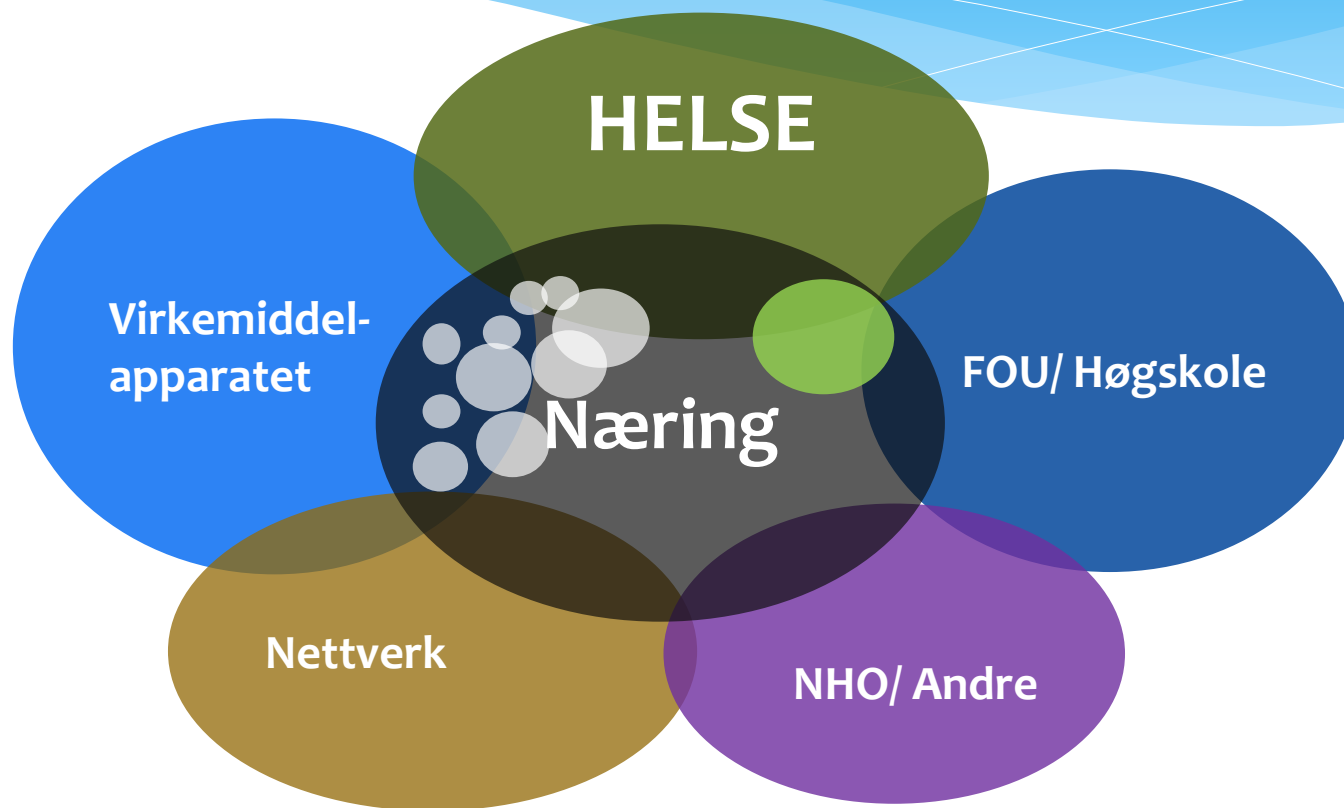 HELSE
Virkemiddel-
apparatet
FOU/ Høgskole
Næring
Nettverk
NHO/ Andre